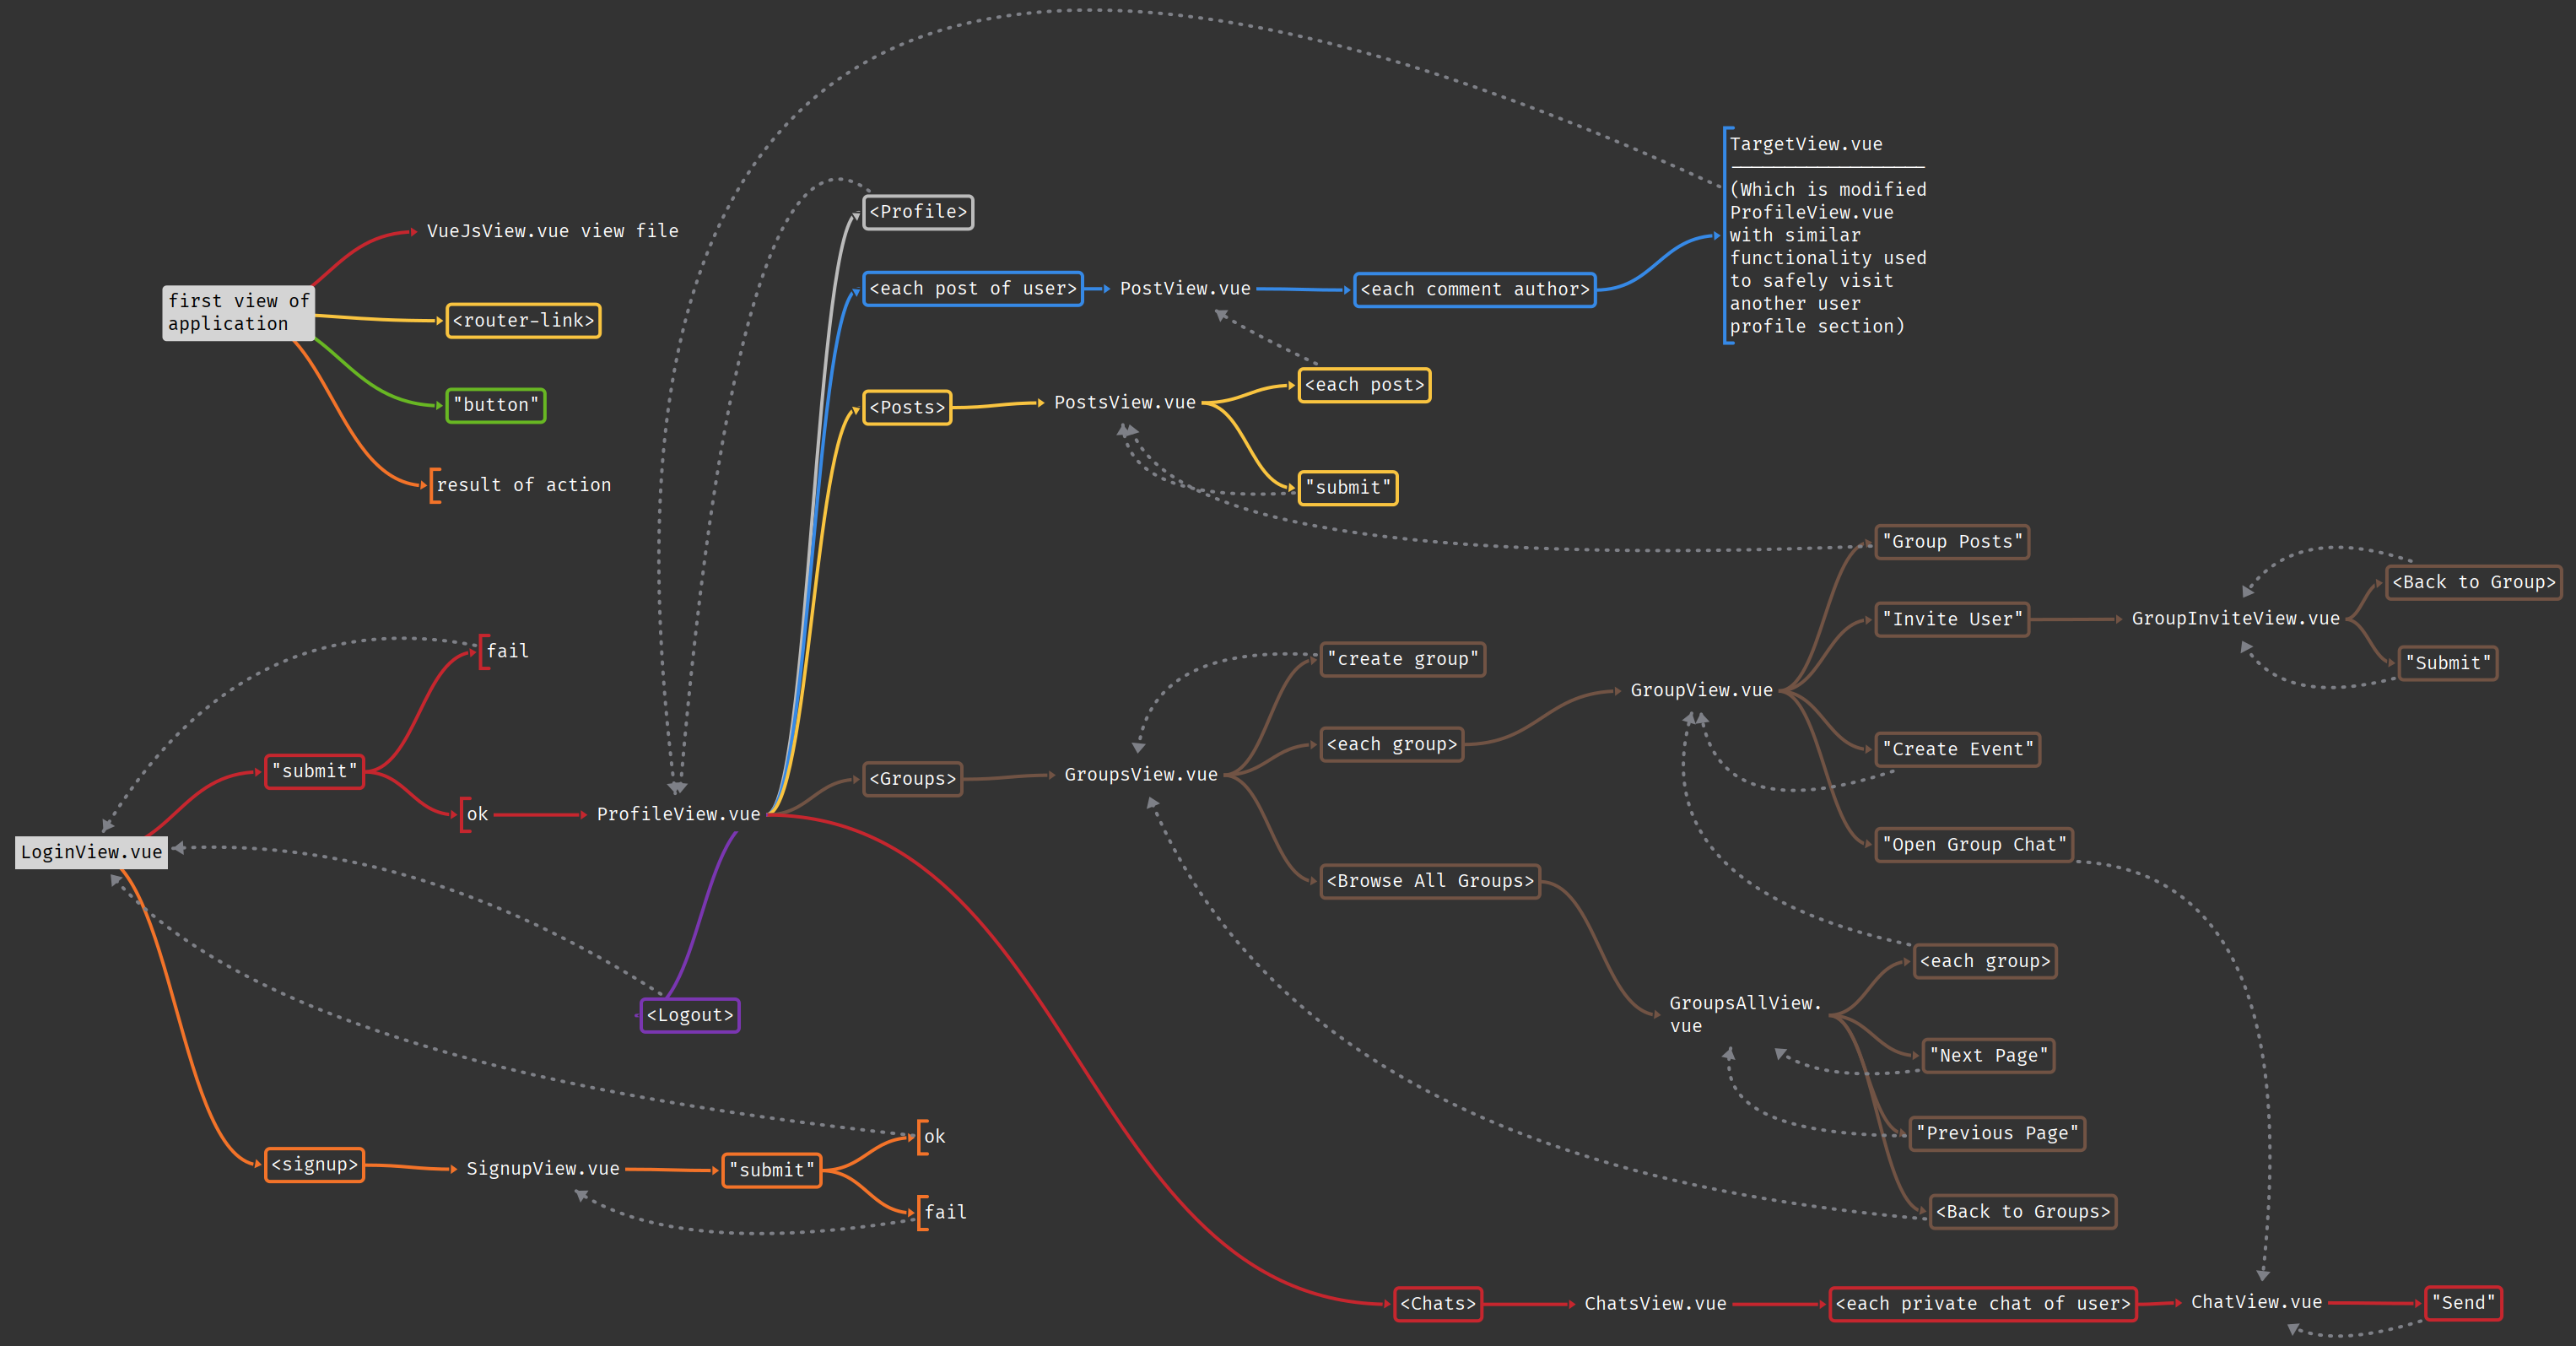 TargetView.vue
(Which is modified
ProfileView.vue
with similar
functionality used
to safely visit
another user
profile section)
<Profile>
VueJsView.vue view file
first view of
application
<router-link>
"button"
result of action
<each post of user>
PostView.vue
<each comment author>
<Posts>
PostsView.vue
<each post>
"submit"
"Group Posts"
"Invite User"
GroupInviteView.vue
<Back to Group>
"Submit"
fail
"submit"
ok
ProfileView.vue
LoginView.vue
<Groups>
GroupsView.vue
"create group"
<each group>
GroupView.vue
"Create Event"
"Open Group Chat"
<Browse All Groups>
<each group>
GroupsAllView.
vue
"Next Page"
"Previous Page"
<Back to Groups>
<Logout>
<signup>
SignupView.vue
"submit"
ok
fail
<Chats>
ChatsView.vue
<each private chat of user>
ChatView.vue
"Send"